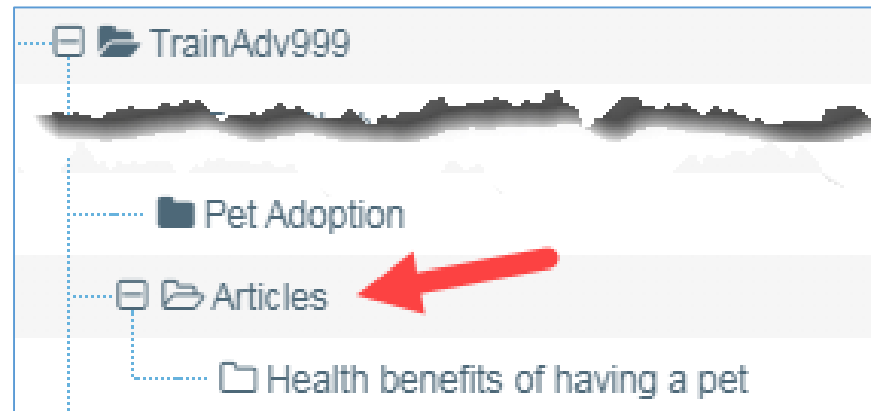 TrainAdv999
Pet Adoption
Articles
Health benefits of having a pet